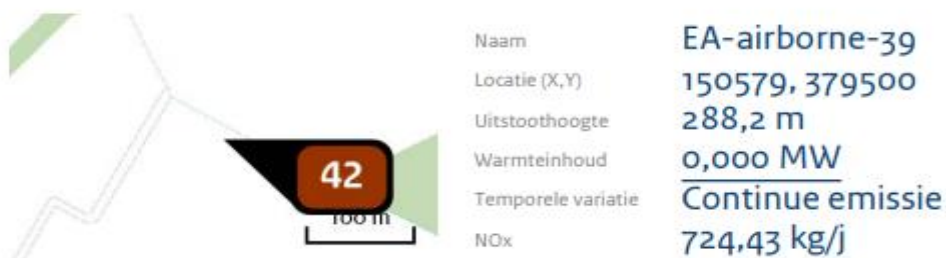 Naam EA-airborne-39
Locatie (X,Y) 150579, 379500
Uitstoothoogte 288,2 m
Warmteinhoud 0,000 MW
42
Temporele variatie Continue emissie
100 m
NOx 724,43 kg/j